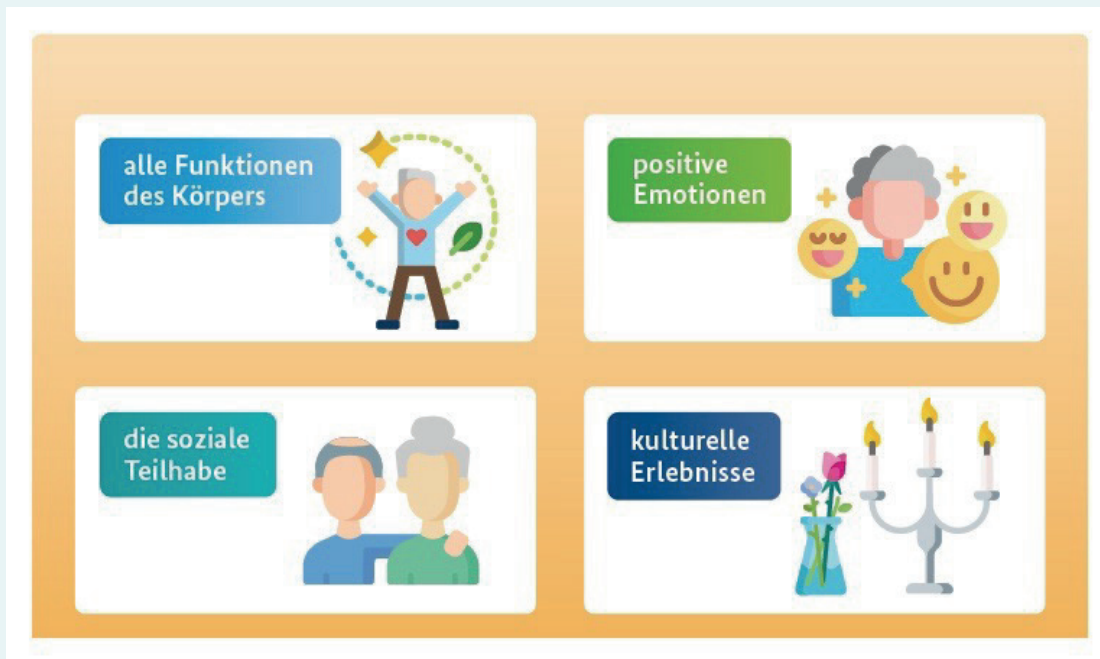 alle Funktionen
des Körpers
positive
Emotionen
die soziale
Teilhabe
kulturelle
Erlebnisse